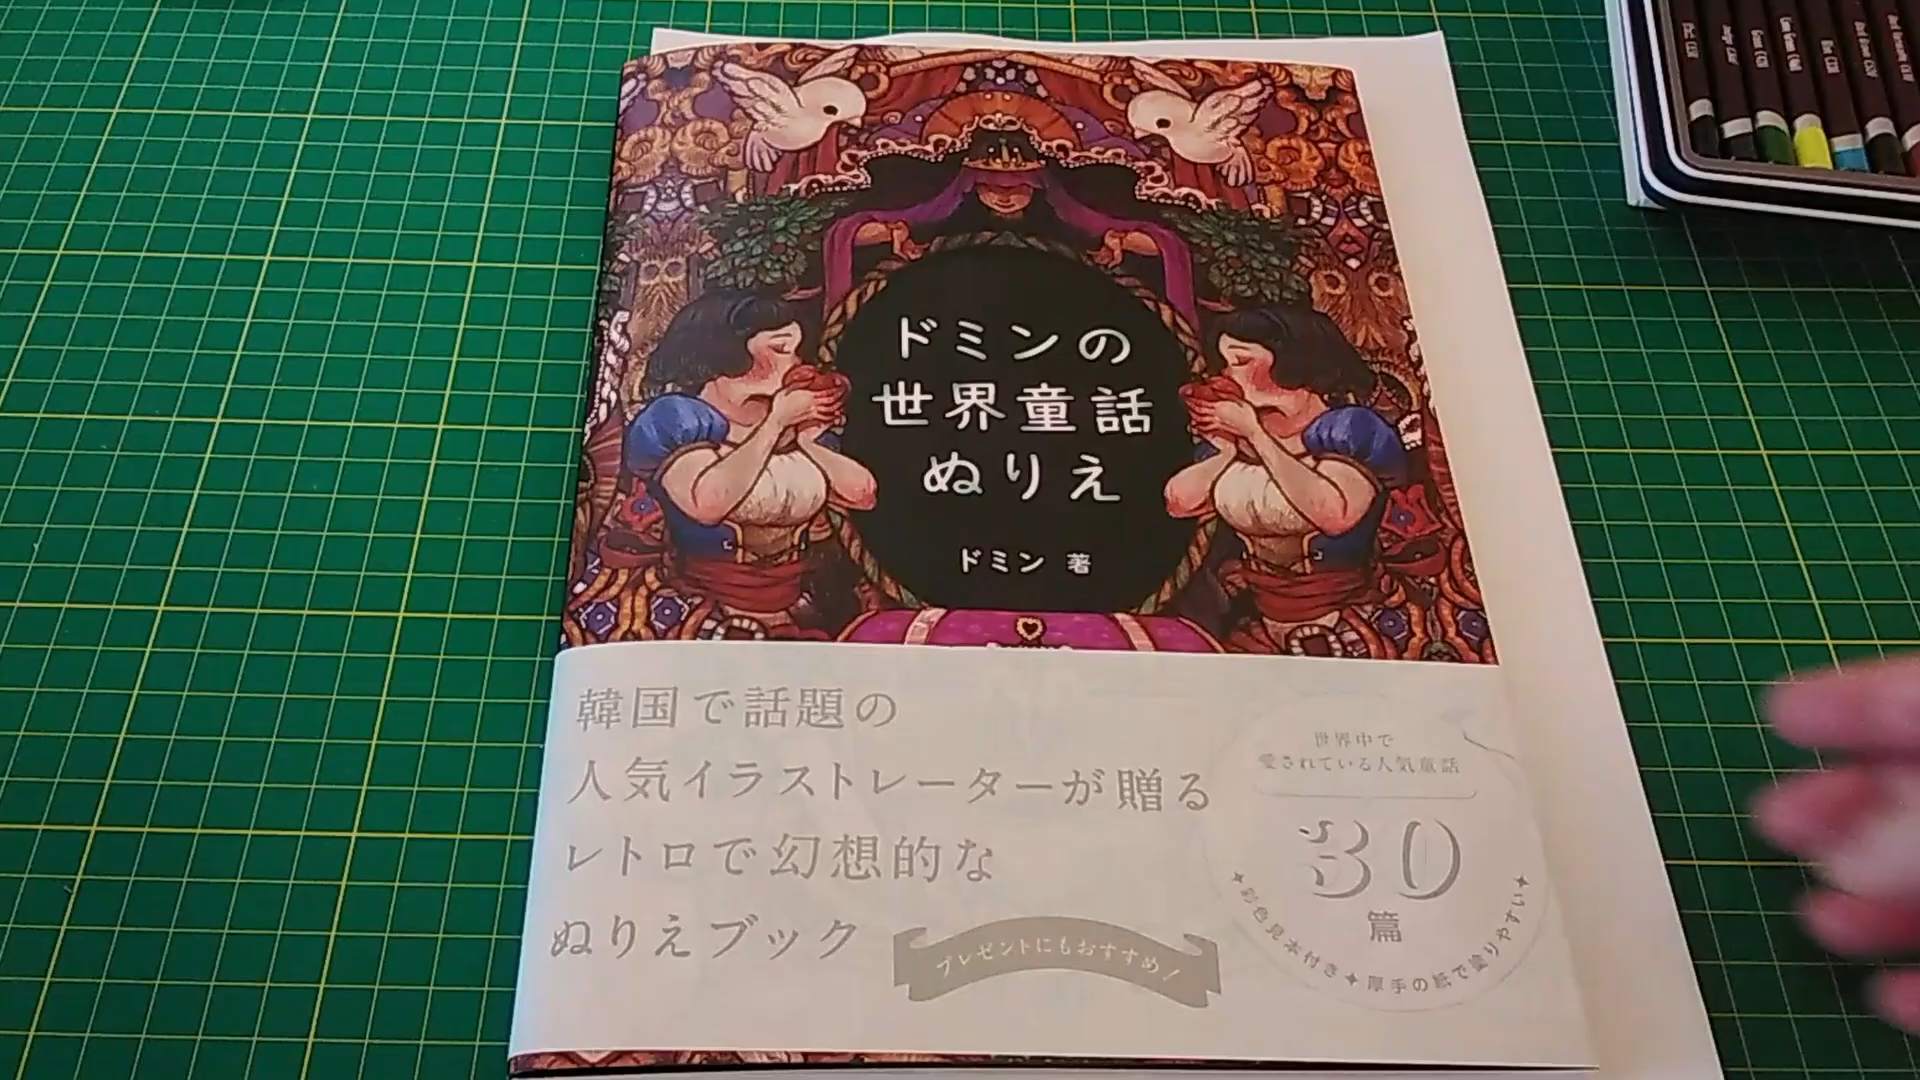 ドミンの
世界童話
ぬりえ
ドミン 著
韓国で話題の
人気イラストレーターが贈る
レトロで幻想的な
ぬりえブック
プレゼントにもおすすめ!
世界中で
愛されている人気童話
30
篇
✦彩色見本付き✦厚手の紙で塗りやすい✦